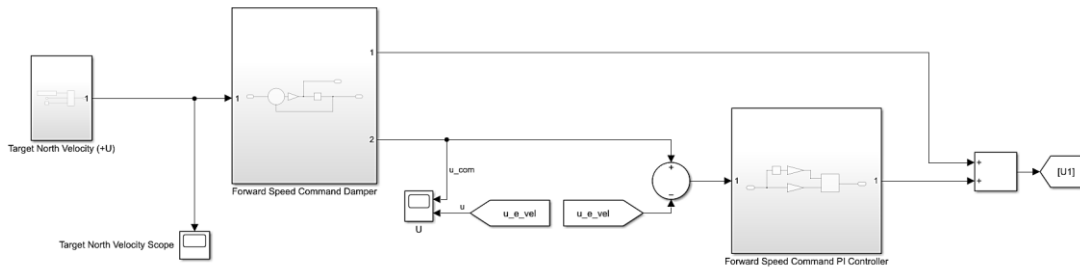 1
Target North Velocity (+U)
Target North Velocity Scope
1
1
2
Forward Speed Command Damper
u_com
u
U
u_e_vel
u_e_vel
+
−
1
1
Forward Speed Command PI Controller
+
+
[U1]